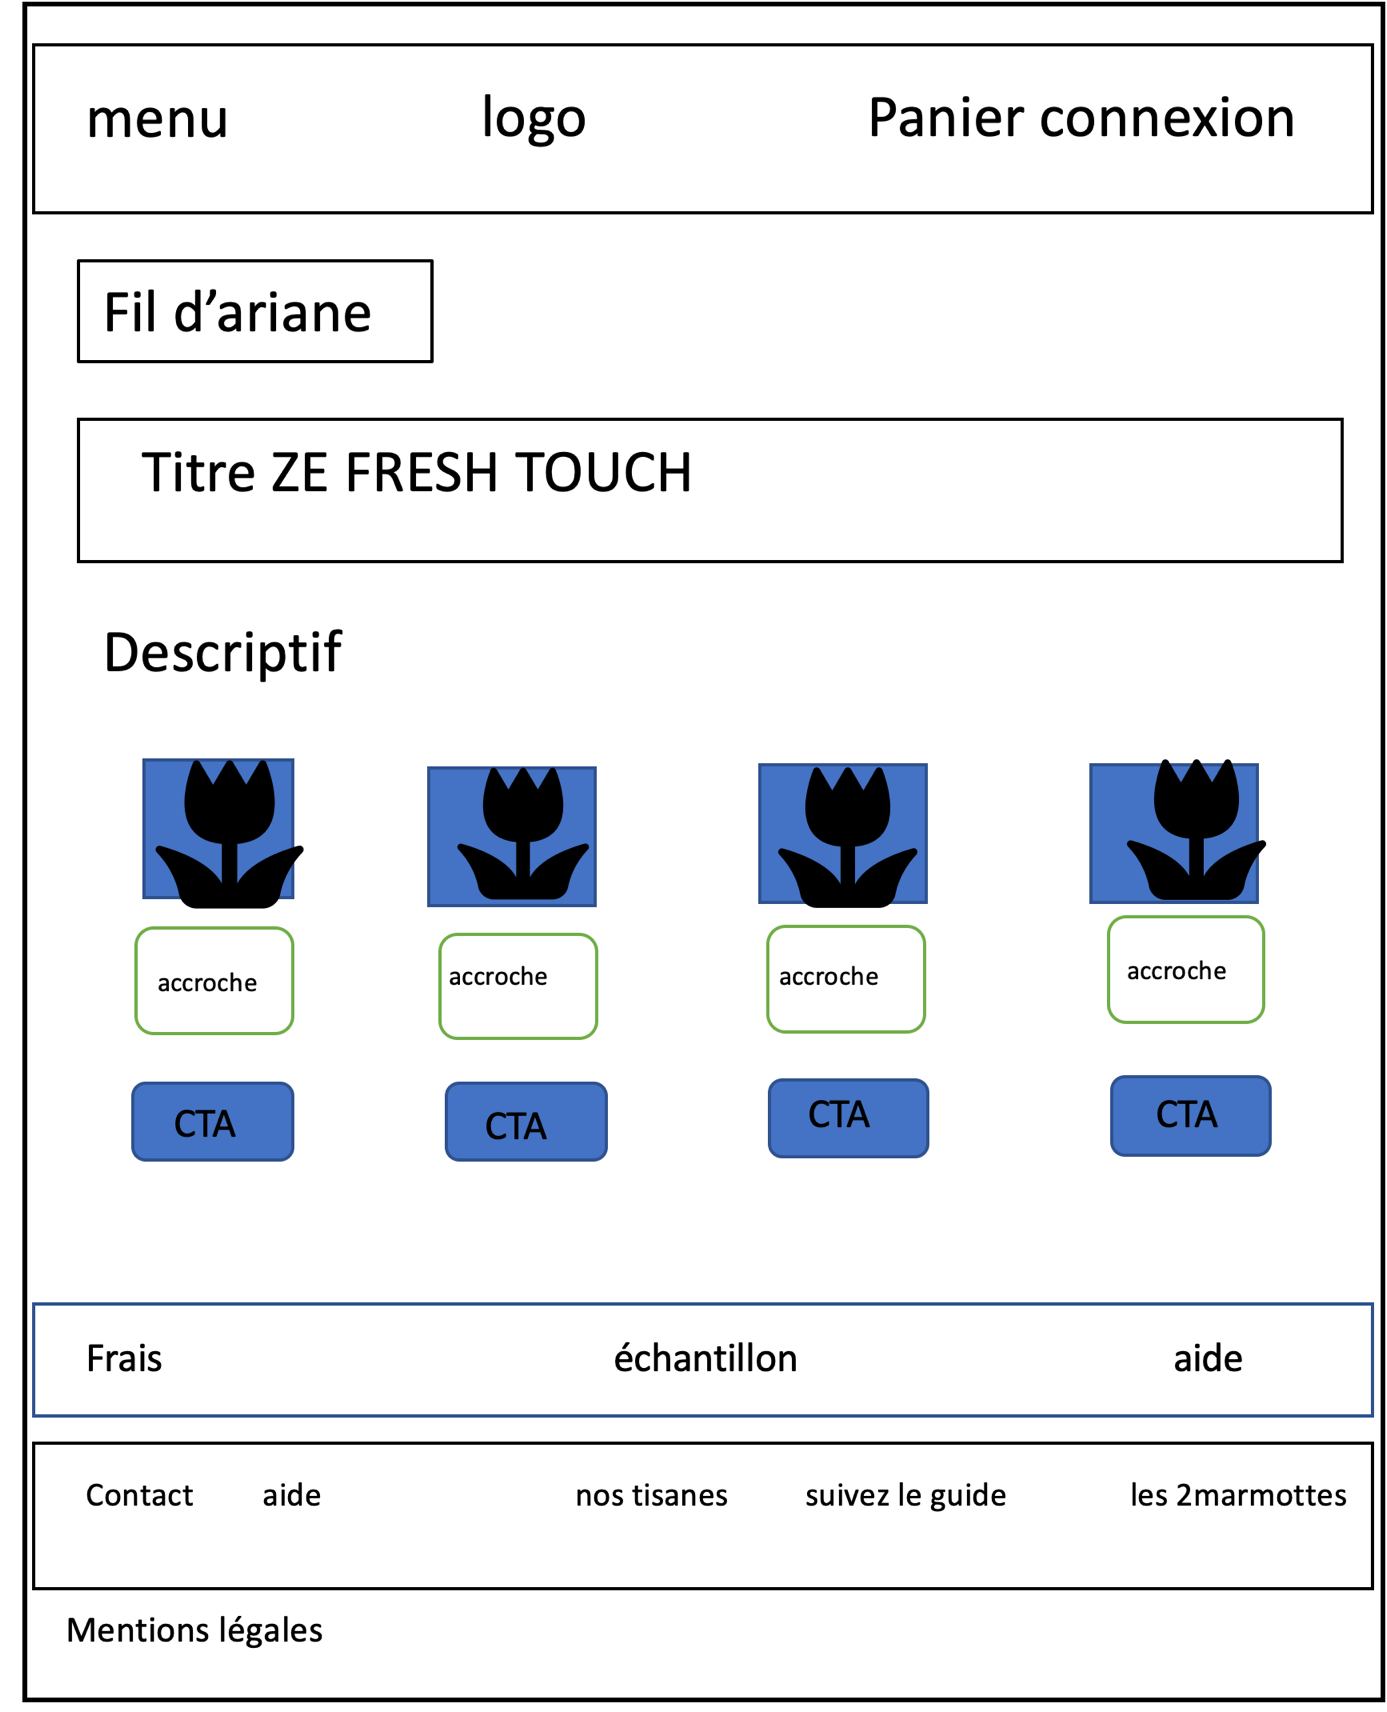 menu logo Panier connexion
Fil d’ariane
Titre ZE FRESH TOUCH
Descriptif
accroche accroche accroche accroche
CTA CTA CTA CTA
Frais échantillon aide
Contact aide nos tisanes suivez le guide les 2marmottes
Mentions légales